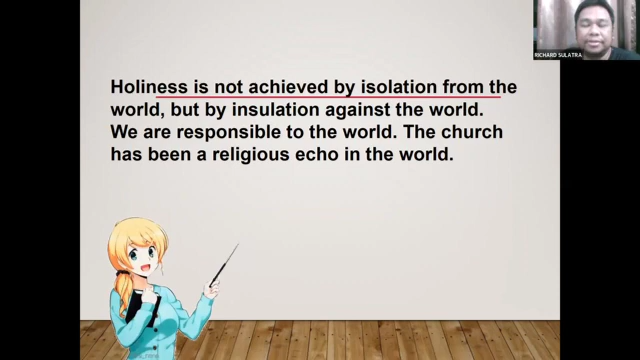 Holiness is not achieved by isolation from the
world, but by insulation against the world.
We are responsible to the world. The church
has been a religious echo in the world.
RICHARD SULATRA